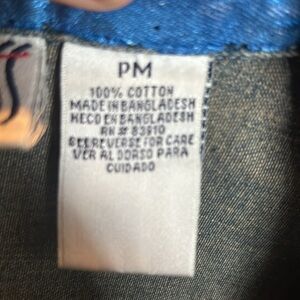 PM
100% COTTON
MADE IN BANGLADESH
HECO EN BANGLADESH
RN # 83910
SEE REVERSE FOR CARE
VER AL DORSO PARA
CUIDADO